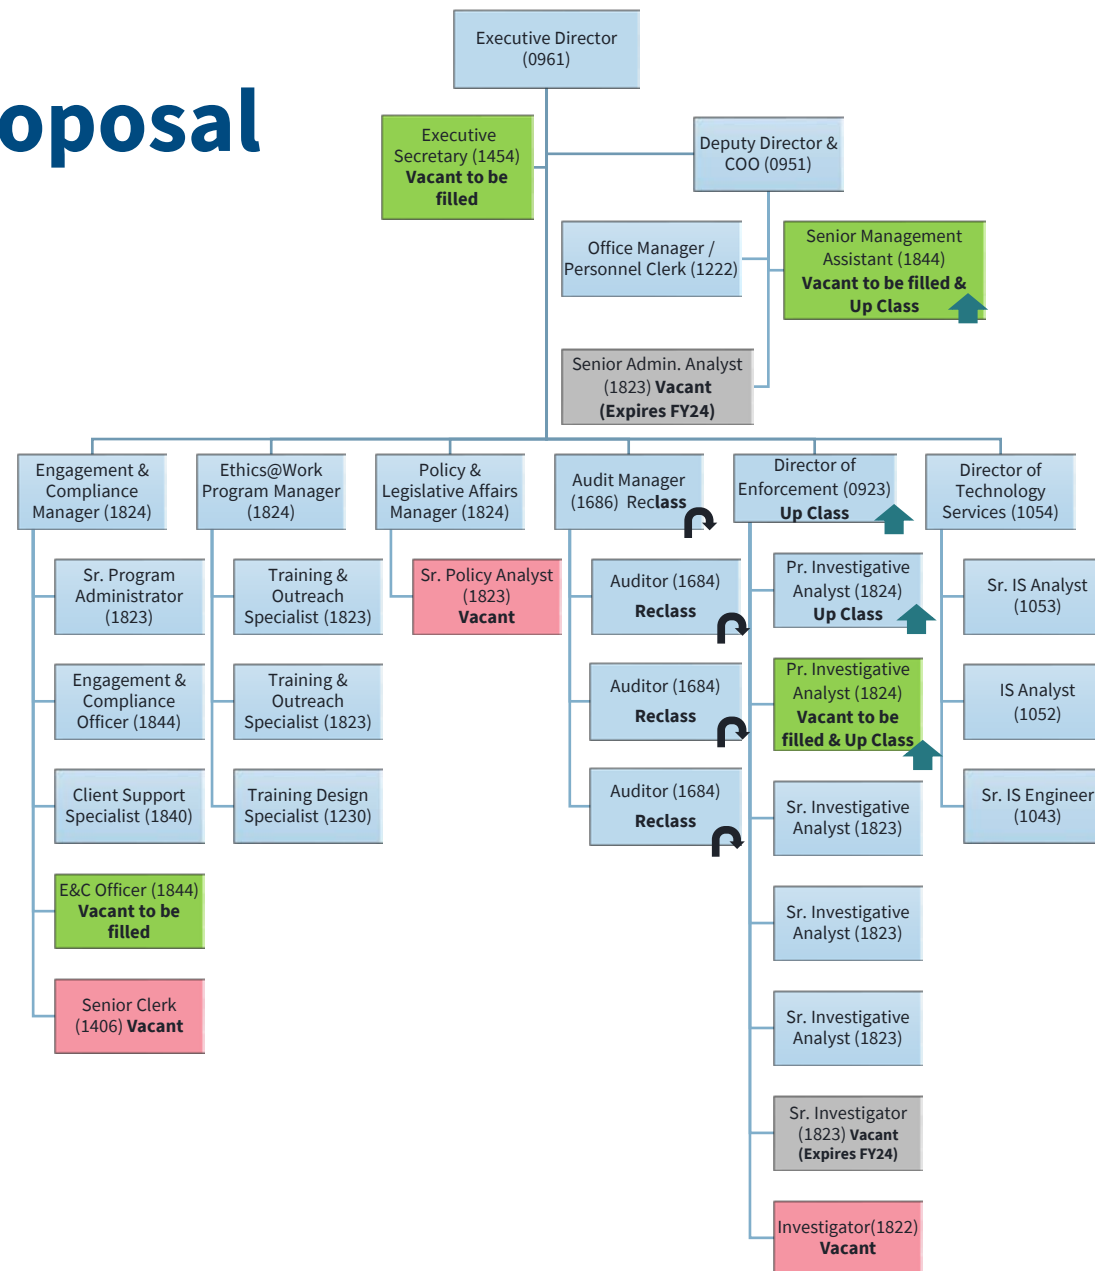 oposal
Executive Director
(0961)
Executive
Secretary (1454)
Vacant to be
filled
Deputy Director &
COO (0951)
Office Manager /
Personnel Clerk (1222)
Senior Management
Assistant (1844)
Vacant to be filled &
Up Class
Senior Admin. Analyst
(1823) Vacant
(Expires FY24)
Engagement &
Compliance
Manager (1824)
Ethics@Work
Program Manager
(1824)
Policy &
Legislative Affairs
Manager (1824)
Audit Manager
(1686) Reclass
Director of
Enforcement (0923)
Up Class
Director of
Technology
Services (1054)
Sr. Program
Administrator
(1823)
Engagement &
Compliance
Officer (1844)
Client Support
Specialist (1840)
E&C Officer (1844)
Vacant to be
filled
Senior Clerk
(1406) Vacant
Training &
Outreach
Specialist (1823)
Training &
Outreach
Specialist (1823)
Training Design
Specialist (1230)
Sr. Policy Analyst
(1823)
Vacant
Auditor (1684)
Reclass
Auditor (1684)
Reclass
Auditor (1684)
Reclass
Pr. Investigative
Analyst (1824)
Up Class
Pr. Investigative
Analyst (1824)
Vacant to be
filled & Up Class
Sr. Investigative
Analyst (1823)
Sr. Investigative
Analyst (1823)
Sr. Investigative
Analyst (1823)
Sr. Investigator
(1823) Vacant
(Expires FY24)
Investigator(1822)
Vacant
Sr. IS Analyst
(1053)
IS Analyst
(1052)
Sr. IS Engineer
(1043)